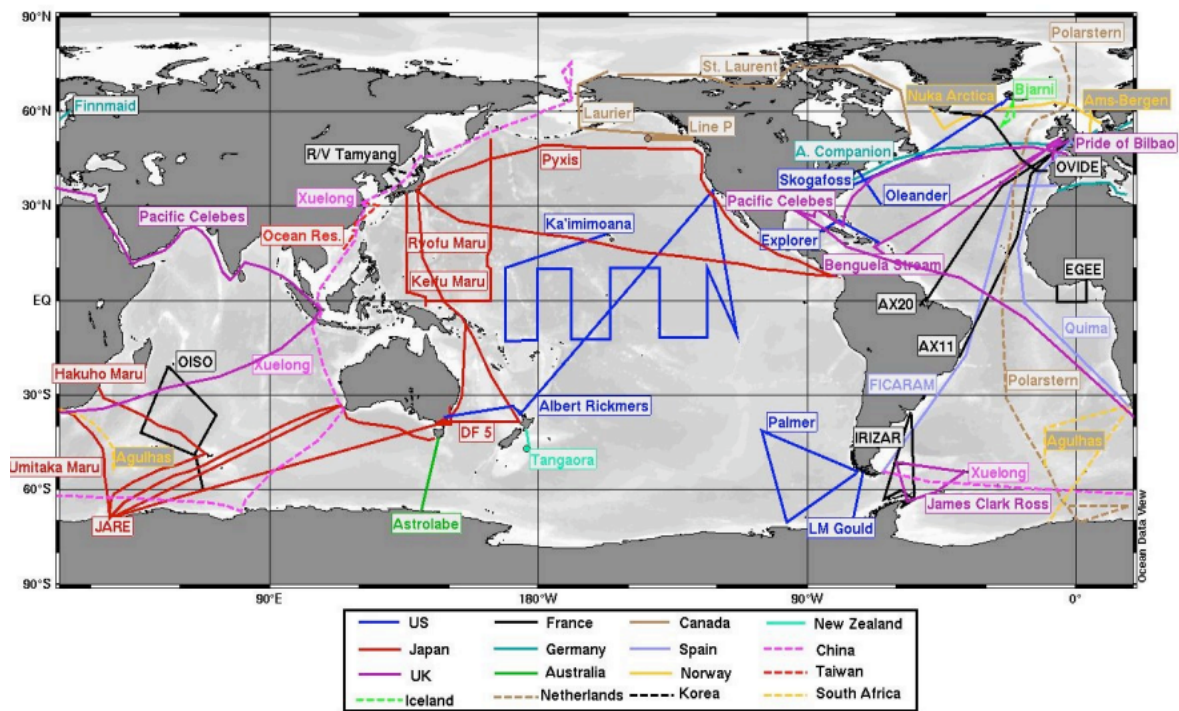 90°N
60°N
30°N
EQ
30°S
60°S
90°S
90°E
180°W
90°W
0°
Polarstern
St. Laurent
Bjarni
Nuka Arctica
Ams-Bergen
Finnmaid
Laurier
Line P
R/V Tamyang
A. Companion
Pride of Bilbao
Pyxis
OVIDE
Skogafoss
Oleander
Xuelong
Pacific Celebes
Pacific Celebes
Ka'imimoana
Ocean Res.
Ryofu Maru
Explorer
Benguela Stream
Keifu Maru
EGEE
AX20
Quima
AX11
OISO
Xuelong
Hakuho Maru
FICARAM
Polarstern
Albert Rickmers
DF 5
Palmer
IRIZAR
Agulhas
Agulhas
Tangaora
Umitaka Maru
Xuelong
James Clark Ross
JARE
Astrolabe
LM Gould
Ocean Data View
US France Canada New Zealand
Japan Germany Spain China
UK Australia Norway Taiwan
Iceland Netherlands Korea South Africa